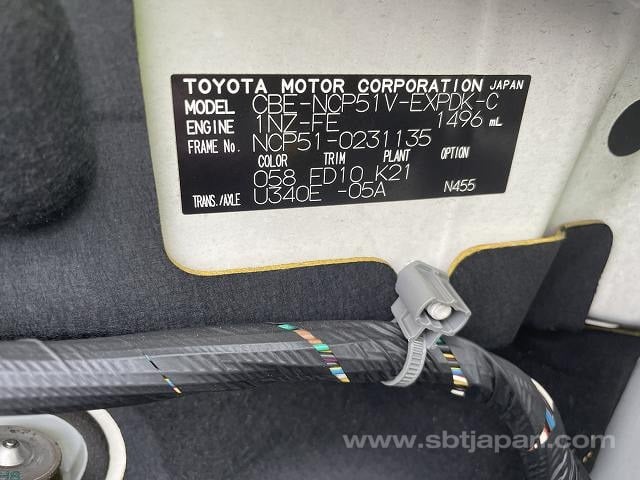 TOYOTA MOTOR CORPORATION JAPAN
MODEL CBE-NCP51V-EXPDK-C
ENGINE 1NZ-FE 1496 mL
FRAME No. NCP51-0231135
COLOR TRIM PLANT OPTION
058 FD10 K21
TRANS./AXLE U340E -05A N455
www.sbtjapan.com